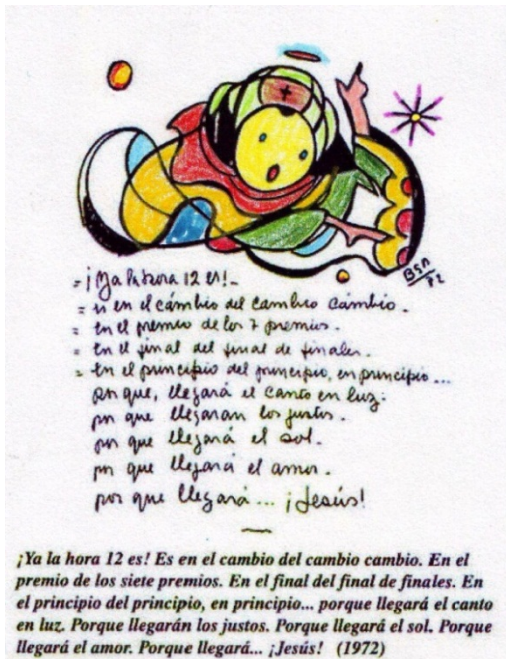 BSP
82
= ¡Ya la hora 12 es! -
= es en el cámbio del cambio cámbio.
= en el premio de los 7 premios.
= en el final del final de finales.
= en el principio del principio, en principio...
por que, llegará el canto en luz.
por que llegaran los justos.
por que llegará el sol.
por que llegará el amor.
por que llegará... ¡Jesús!
¡Ya la hora 12 es! Es en el cambio del cambio cambio. En el
premio de los siete premios. En el final del final de finales. En
el principio del principio, en principio... porque llegará el canto
en luz. Porque llegarán los justos. Porque llegará el sol. Porque
llegará el amor. Porque llegará... ¡Jesús! (1972)